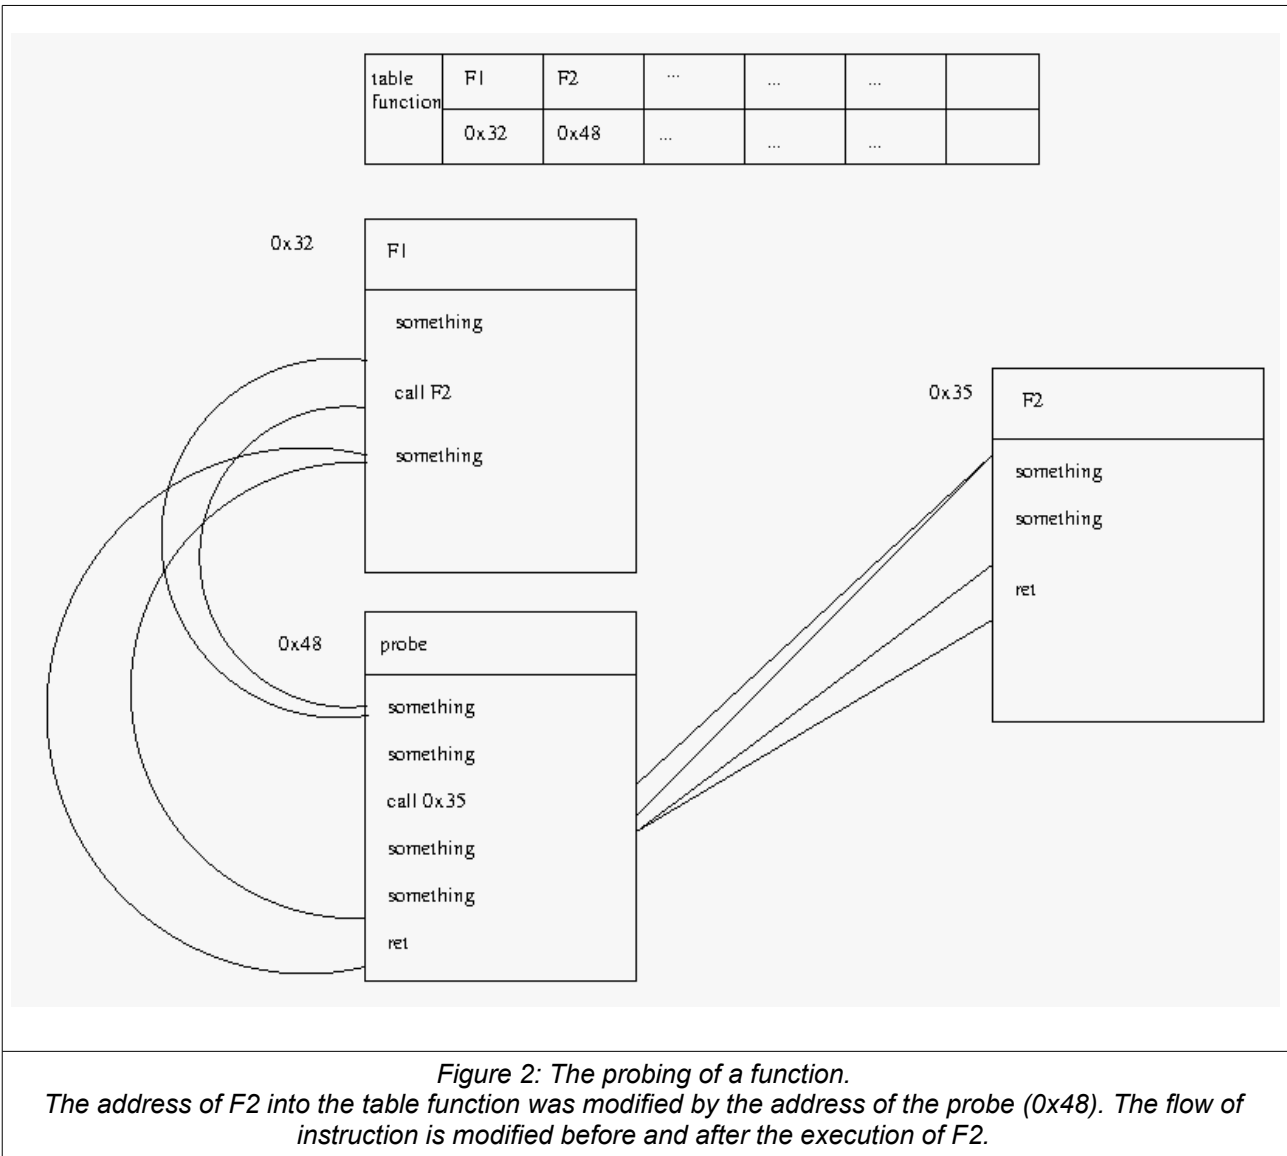 table F1 F2 ... ... ...
function
0x32 0x48 ... ... ...
0x32
F1
something
call F2
something
0x35
F2
something
something
ret
0x48
probe
something
something
call 0x35
something
something
ret
Figure 2: The probing of a function.
The address of F2 into the table function was modified by the address of the probe (0x48). The flow of
instruction is modified before and after the execution of F2.